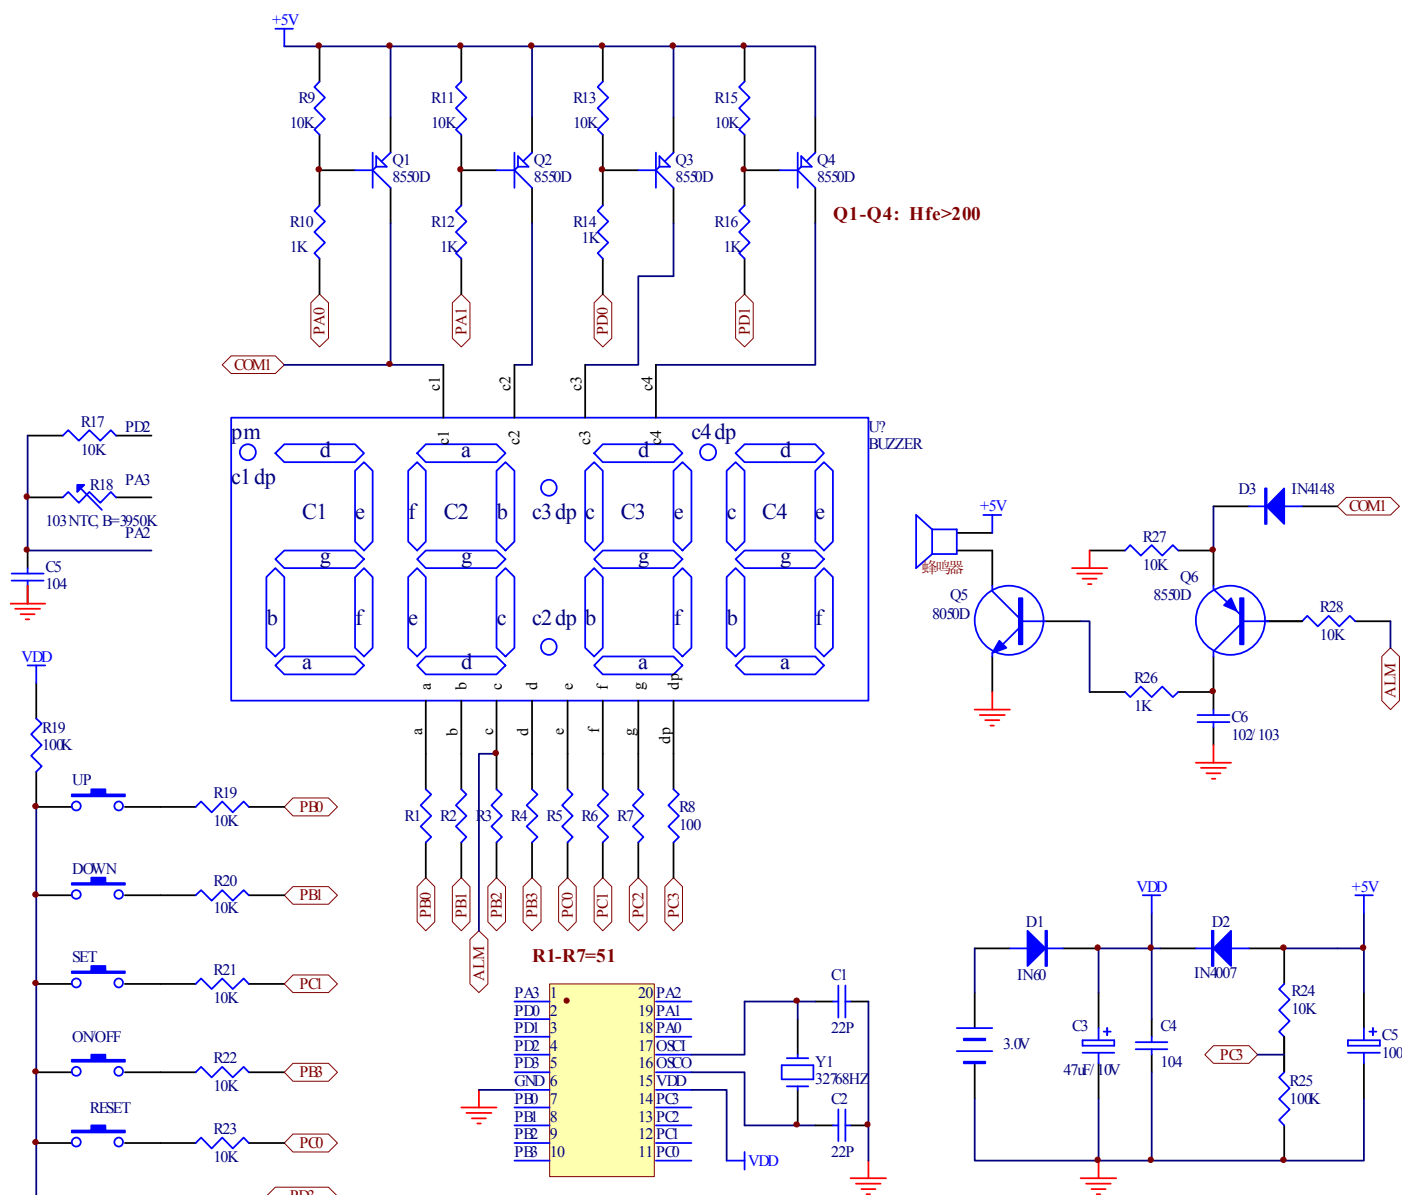 +5V
R9
10K
R11
10K
R13
10K
R15
10K
Q1
8550D
Q2
8550D
Q3
8550D
Q4
8550D
Q1-Q4: Hfe>200
R10
1K
R12
1K
R14
1K
R16
1K
PA0
PA1
PD0
PD1
COM1
c1
c2
c3
c4
R17
10K
PD2
R18
PA3
103 NTC, B=3950K
PA2
C5
104
U?
BUZZER
pm
c1 dp
c1
c2
c3
c4
c4 dp
d
a
d
d
C1
e
f
C2
b
c3 dp
c
C3
e
c
C4
e
g
g
g
g
b
f
e
c
c2 dp
b
f
b
f
a
d
a
a
a
b
c
d
e
f
g
dp
a
b
c
d
e
f
g
dp
+5V
蜂鸣器
Q5
8050D
D3
IN4148
COM1
R27
10K
Q6
8550D
R28
10K
ALM
R26
1K
C6
102/103
VDD
R19
100K
UP
R19
10K
PB0
DOWN
R20
10K
PB1
SET
R21
10K
PC1
ON/OFF
R22
10K
PB3
RESET
R23
10K
PC0
PD3
R1
R2
R3
R4
R5
R6
R7
R8
100
PB0
PB1
PB2
PB3
PC0
PC1
PC2
PC3
ALM
R1-R7=51
PA3 1
PD0 2
PD1 3
PD2 4
PD3 5
GND 6
PB0 7
PB1 8
PB2 9
PB3 10
20 PA2
19 PA1
18 PA0
17 OSCI
16 OSCO
15 VDD
14 PC3
13 PC2
12 PC1
11 PC0
VDD
C1
22P
Y1
32768HZ
C2
22P
VDD
+5V
D1
IN60
D2
IN4007
3.0V
C3
+
47uF/10V
C4
104
R24
10K
PC3
R25
100K
+
C5
100